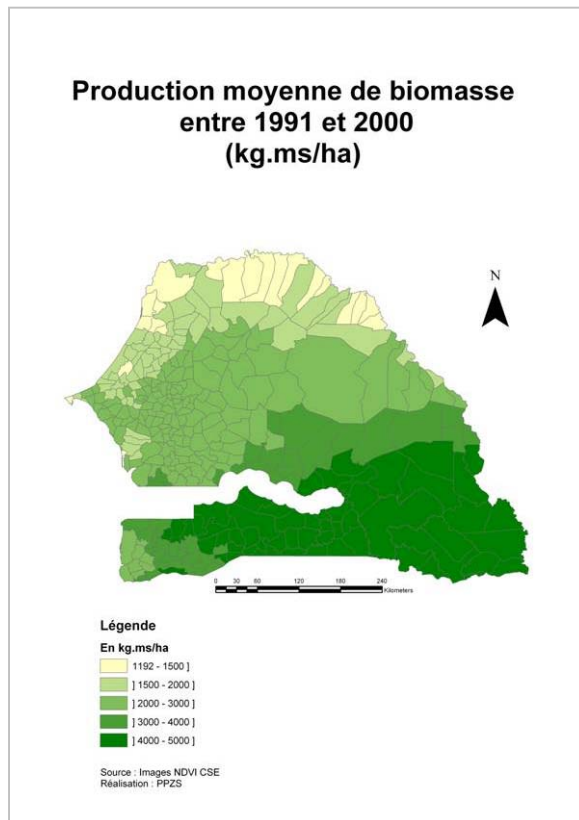 Production moyenne de biomasse
entre 1991 et 2000
(kg.ms/ha)
N
0 30 60 120 180 240
Kilometers
Légende
En kg.ms/ha
1192 - 1500 ]
] 1500 - 2000 ]
] 2000 - 3000 ]
] 3000 - 4000 ]
] 4000 - 5000 ]
Source : Images NDVI CSE
Réalisation : PPZS